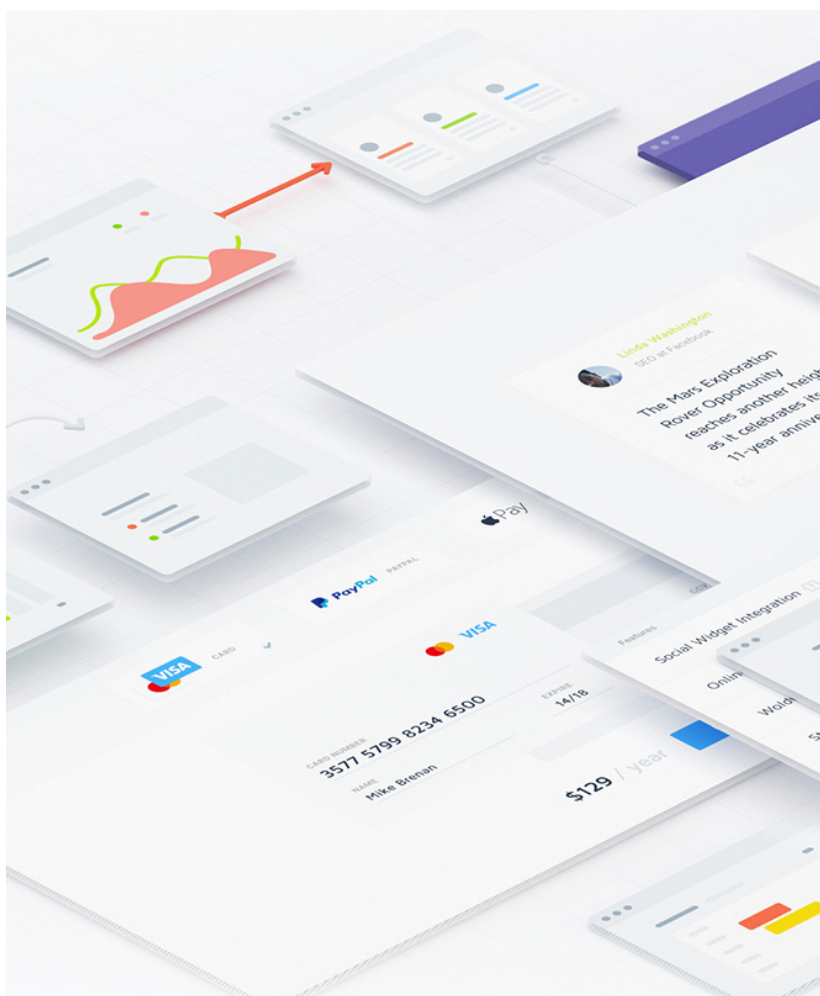 Linda Washington
SEO at Facebook
The Mars Exploration
Rover Opportunity
reaches another heigh
as it celebrates its
11-year annive
Pay
PayPal PAYPAL
VISA CARD
VISA
CARD NUMBER
3577 5799 8234 6500
EXPIRE
14/18
NAME
Mike Brenan
$129 / year
Features
Social Widget Integration
Onlin
Wold